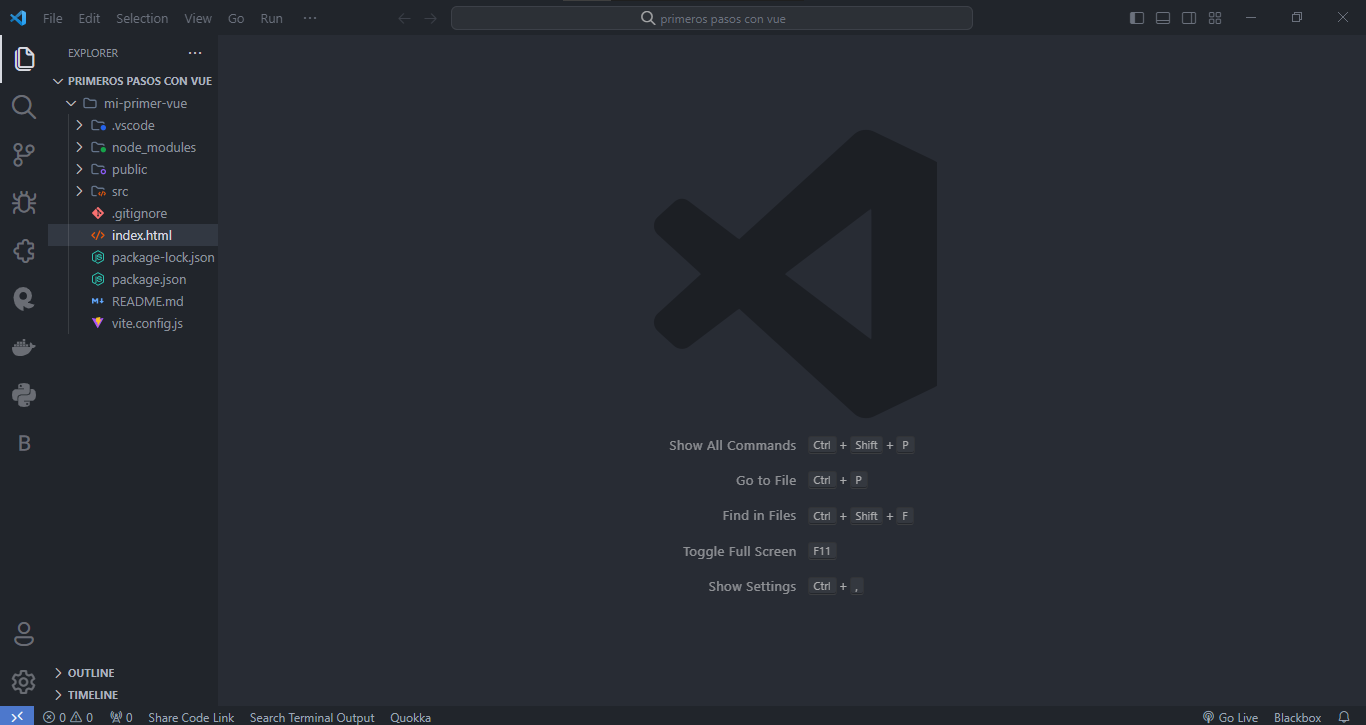 File Edit Selection View Go Run ···
primeros pasos con vue
EXPLORER ···
PRIMEROS PASOS CON VUE
mi-primer-vue
.vscode
node_modules
public
src
.gitignore
index.html
package-lock.json
package.json
README.md
vite.config.js
B
Show All Commands Ctrl + Shift + P
Go to File Ctrl + P
Find in Files Ctrl + Shift + F
Toggle Full Screen F11
Show Settings Ctrl + ,
OUTLINE
TIMELINE
0 0 0 Share Code Link Search Terminal Output Quokka Go Live Blackbox